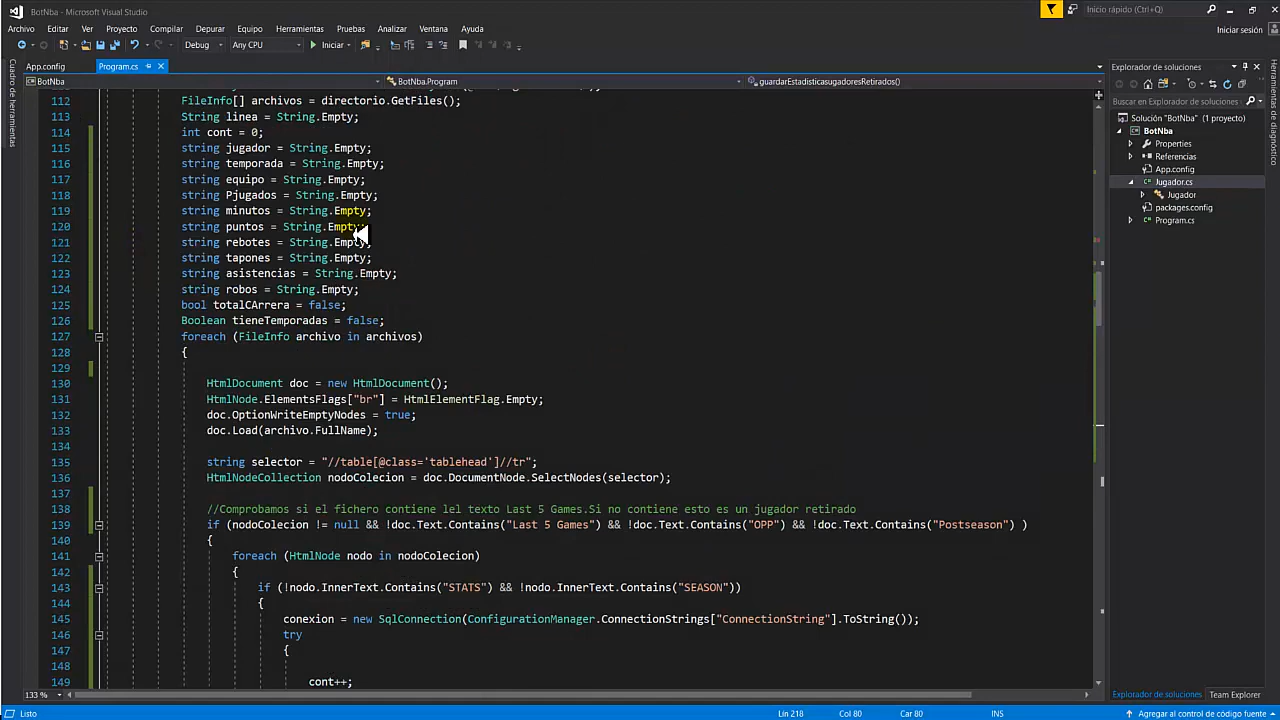 BotNba - Microsoft Visual Studio
Inicio rápido (Ctrl+Q)
Archivo Editar Ver Proyecto Compilar Depurar Equipo Herramientas Pruebas Analizar Ventana Ayuda
Iniciar sesión
Debug Any CPU Iniciar
App.config Program.cs
BotNba BotNba.Program guardarEstadisticasugadoresRetirados()
Cuadro de herramientas
112 FileInfo[] archivos = directorio.GetFiles();
113 String linea = String.Empty;
114 int cont = 0;
115 string jugador = String.Empty;
116 string temporada = String.Empty;
117 string equipo = String.Empty;
118 string Pjugados = String.Empty;
119 string minutos = String.Empty;
120 string puntos = String.Empty;
121 string rebotes = String.Empty;
122 string tapones = String.Empty;
123 string asistencias = String.Empty;
124 string robos = String.Empty;
125 bool totalCArrera = false;
126 Boolean tieneTemporadas = false;
127 foreach (FileInfo archivo in archivos)
128 {
129
130 HtmlDocument doc = new HtmlDocument();
131 HtmlNode.ElementsFlags["br"] = HtmlElementFlag.Empty;
132 doc.OptionWriteEmptyNodes = true;
133 doc.Load(archivo.FullName);
134
135 string selector = "//table[@class='tablehead']//tr";
136 HtmlNodeCollection nodoColecion = doc.DocumentNode.SelectNodes(selector);
137
138 //Comprobamos si el fichero contiene lel texto Last 5 Games.Si no contiene esto es un jugador retirado
139 if (nodoColecion != null && !doc.Text.Contains("Last 5 Games") && !doc.Text.Contains("OPP") && !doc.Text.Contains("Postseason") )
140 {
141 foreach (HtmlNode nodo in nodoColecion)
142 {
143 if (!nodo.InnerText.Contains("STATS") && !nodo.InnerText.Contains("SEASON"))
144 {
145 conexion = new SqlConnection(ConfigurationManager.ConnectionStrings["ConnectionString"].ToString());
146 try
147 {
148
149 cont++;
133 %
Explorador de soluciones
Buscar en Explorador de soluciones
Solución "BotNba" (1 proyecto)
BotNba
Properties
Referencias
App.config
Jugador.cs
Jugador
packages.config
Program.cs
Explorador de soluciones Team Explorer
Herramientas de diagnóstico
Listo Lín 218 Col 80 Car 80 INS Agregar al control de código fuente